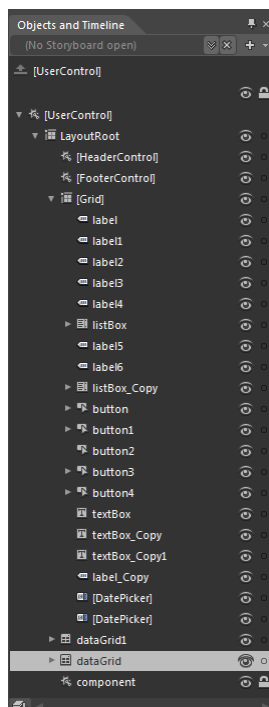 Objects and Timeline
(No Storyboard open)
[UserControl]
[UserControl]
LayoutRoot
[HeaderControl]
[FooterControl]
[Grid]
label
label1
label2
label3
label4
listBox
label5
label6
listBox_Copy
button
button1
button2
button3
button4
textBox
textBox_Copy
textBox_Copy1
label_Copy
[DatePicker]
[DatePicker]
dataGrid1
dataGrid
component